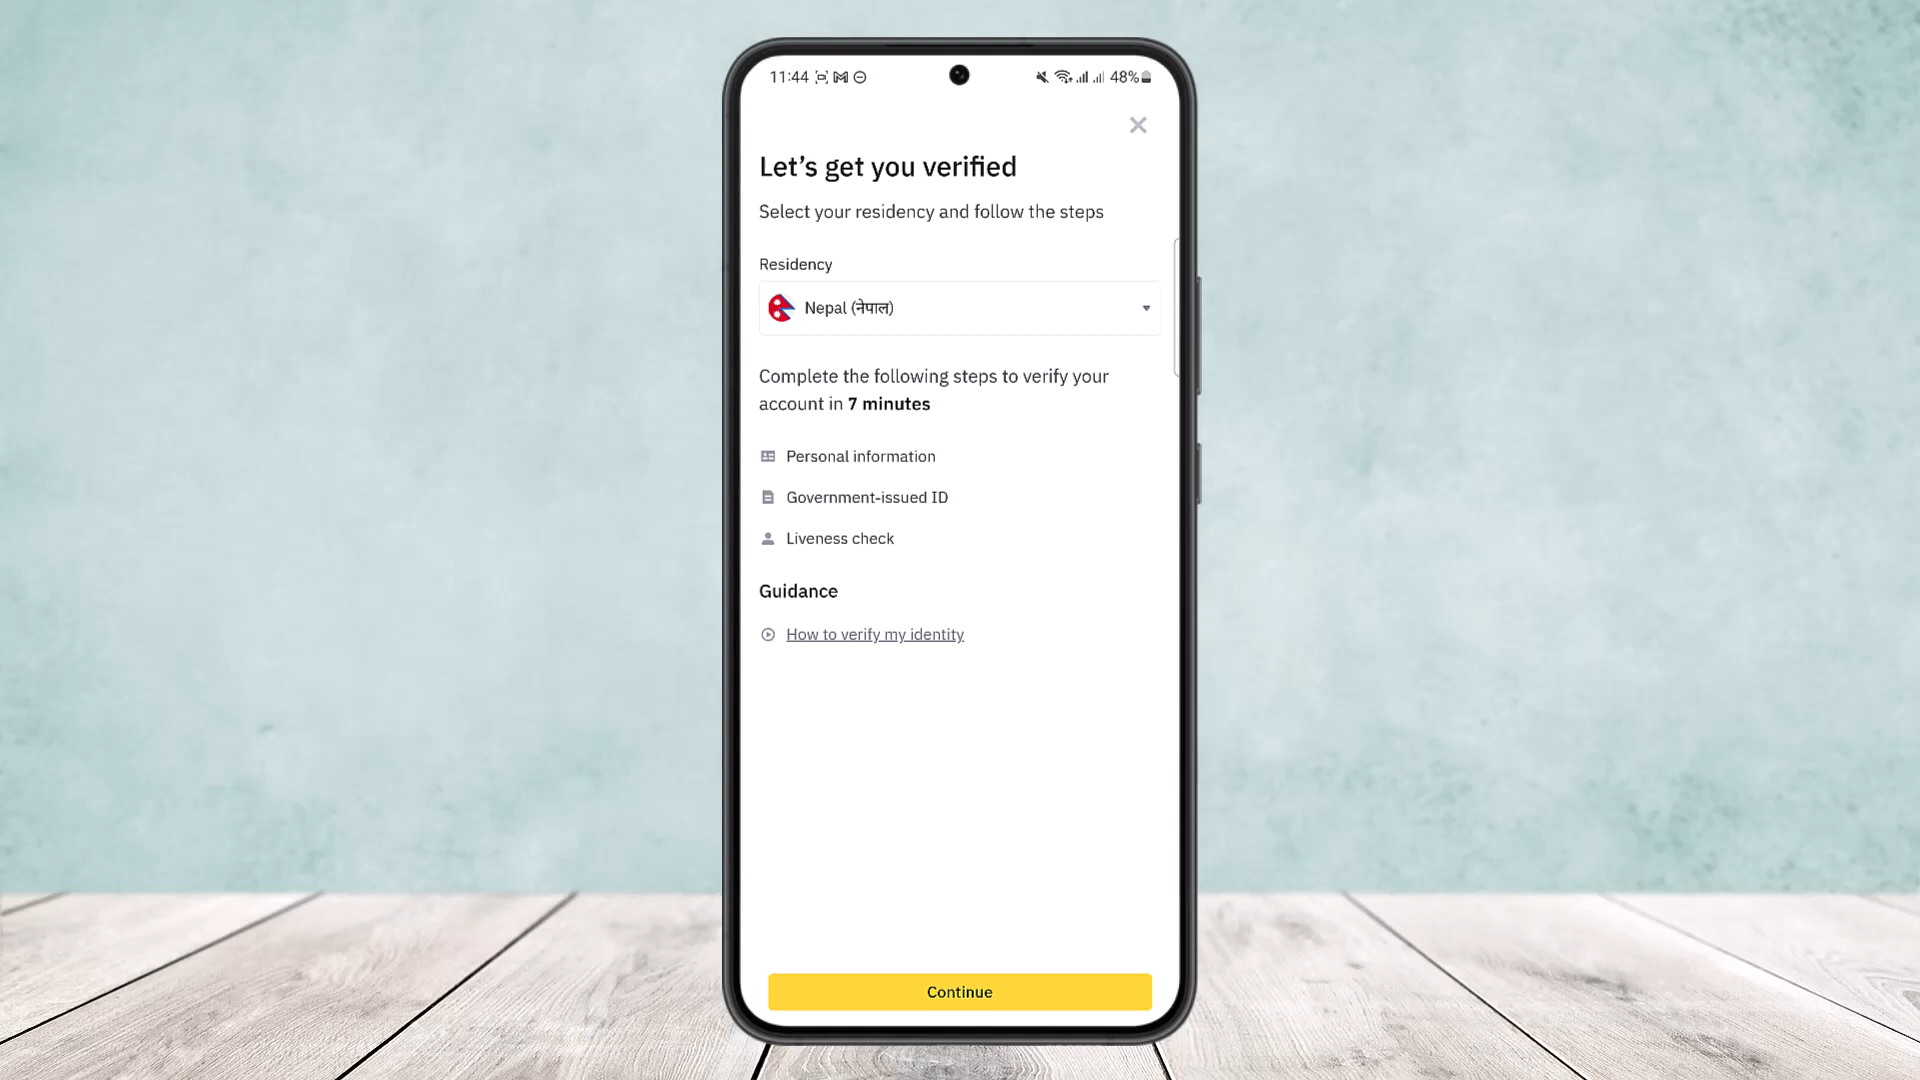 11:44
48%
Let’s get you verified
Select your residency and follow the steps
Residency
Nepal (नेपाल)
Complete the following steps to verify your
account in 7 minutes
Personal information
Government-issued ID
Liveness check
Guidance
How to verify my identity
Continue